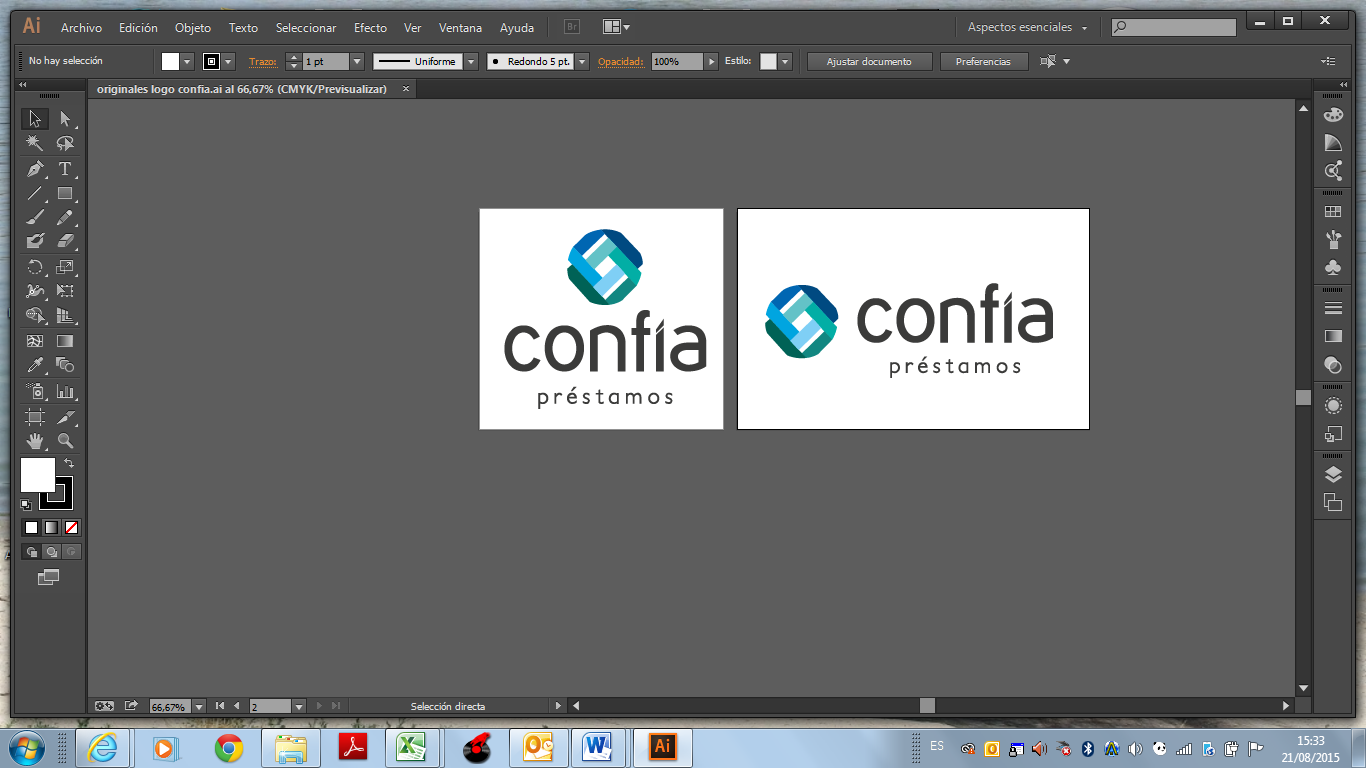 Ai Archivo Edición Objeto Texto Seleccionar Efecto Ver Ventana Ayuda Br Aspectos esenciales
No hay selección Trazo: 1 pt Uniforme Redondo 5 pt. Opacidad: 100% Estilo: Ajustar documento Preferencias
originales logo confia.ai al 66,67% (CMYK/Previsualizar)
T
confía
préstamos
confía
préstamos
66,67% 2 Selección directa
W Ai ES 15:33
21/08/2015